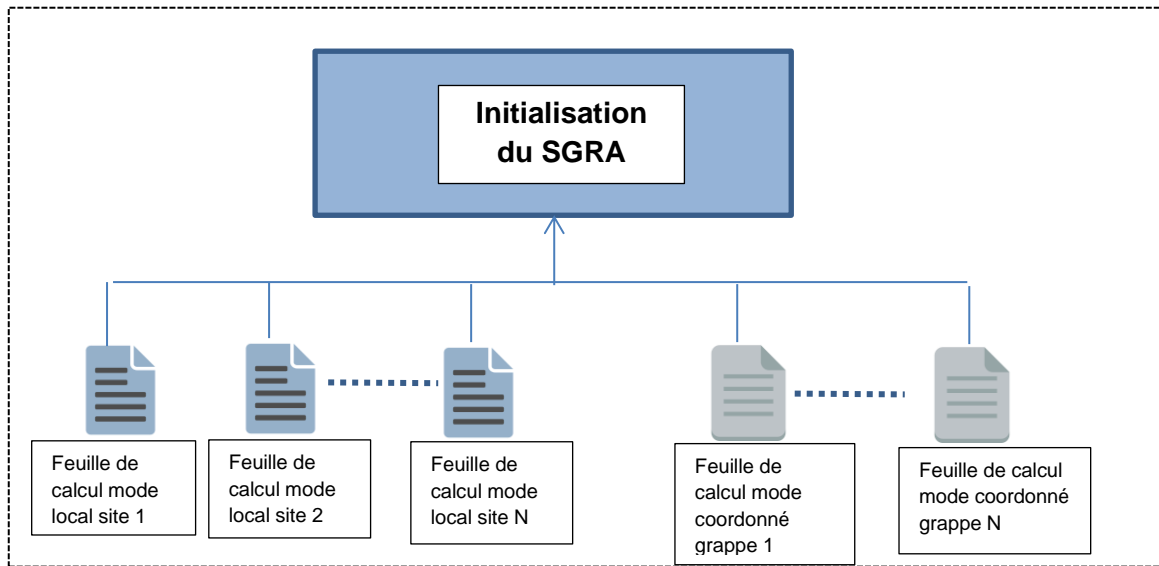 Initialisation
du SGRA
Feuille de
calcul mode
local site 1
Feuille de
calcul mode
local site 2
Feuille de
calcul mode
local site N
Feuille de
calcul mode
coordonné
grappe 1
Feuille de calcul
mode coordonné
grappe N